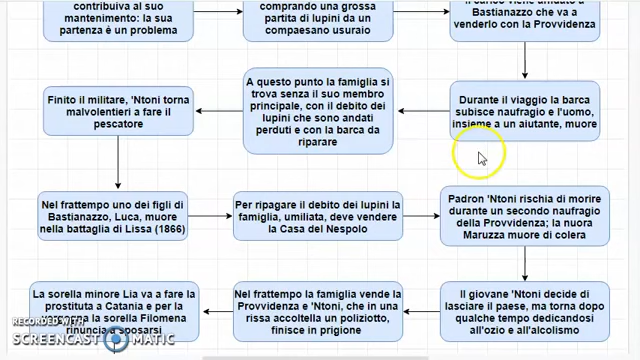 contribuiva al suo
mantenimento: la sua
partenza è un problema
comprando una grossa
partita di lupini da un
compaesano usuraio
Il carico viene affidato a
Bastianazzo che va a
venderlo con la Provvidenza
Durante il viaggio la barca
subisce naufragio e l'uomo,
insieme a un aiutante, muore
A questo punto la famiglia si
trova senza il suo membro
principale, con il debito dei
lupini che sono andati
perduti e con la barca da
riparare
Finito il militare, 'Ntoni torna
malvolentieri a fare il
pescatore
Nel frattempo uno dei figli di
Bastianazzo, Luca, muore
nella battaglia di Lissa (1866)
Per ripagare il debito dei lupini la
famiglia, umiliata, deve vendere
la Casa del Nespolo
Padron 'Ntoni rischia di morire
durante un secondo naufragio
della Provvidenza; la nuora
Maruzza muore di colera
Il giovane 'Ntoni decide di
lasciare il paese, ma torna dopo
qualche tempo dedicandosi
all'ozio e all'alcolismo
Nel frattempo la famiglia vende la
Provvidenza e 'Ntoni, che in una
rissa accoltella un poliziotto,
finisce in prigione
La sorella minore Lia va a fare la
prostituta a Catania e per la
vergogna la sorella Filomena
rinuncia a sposarsi
RECORDED WITH
SCREENCAST MATIC